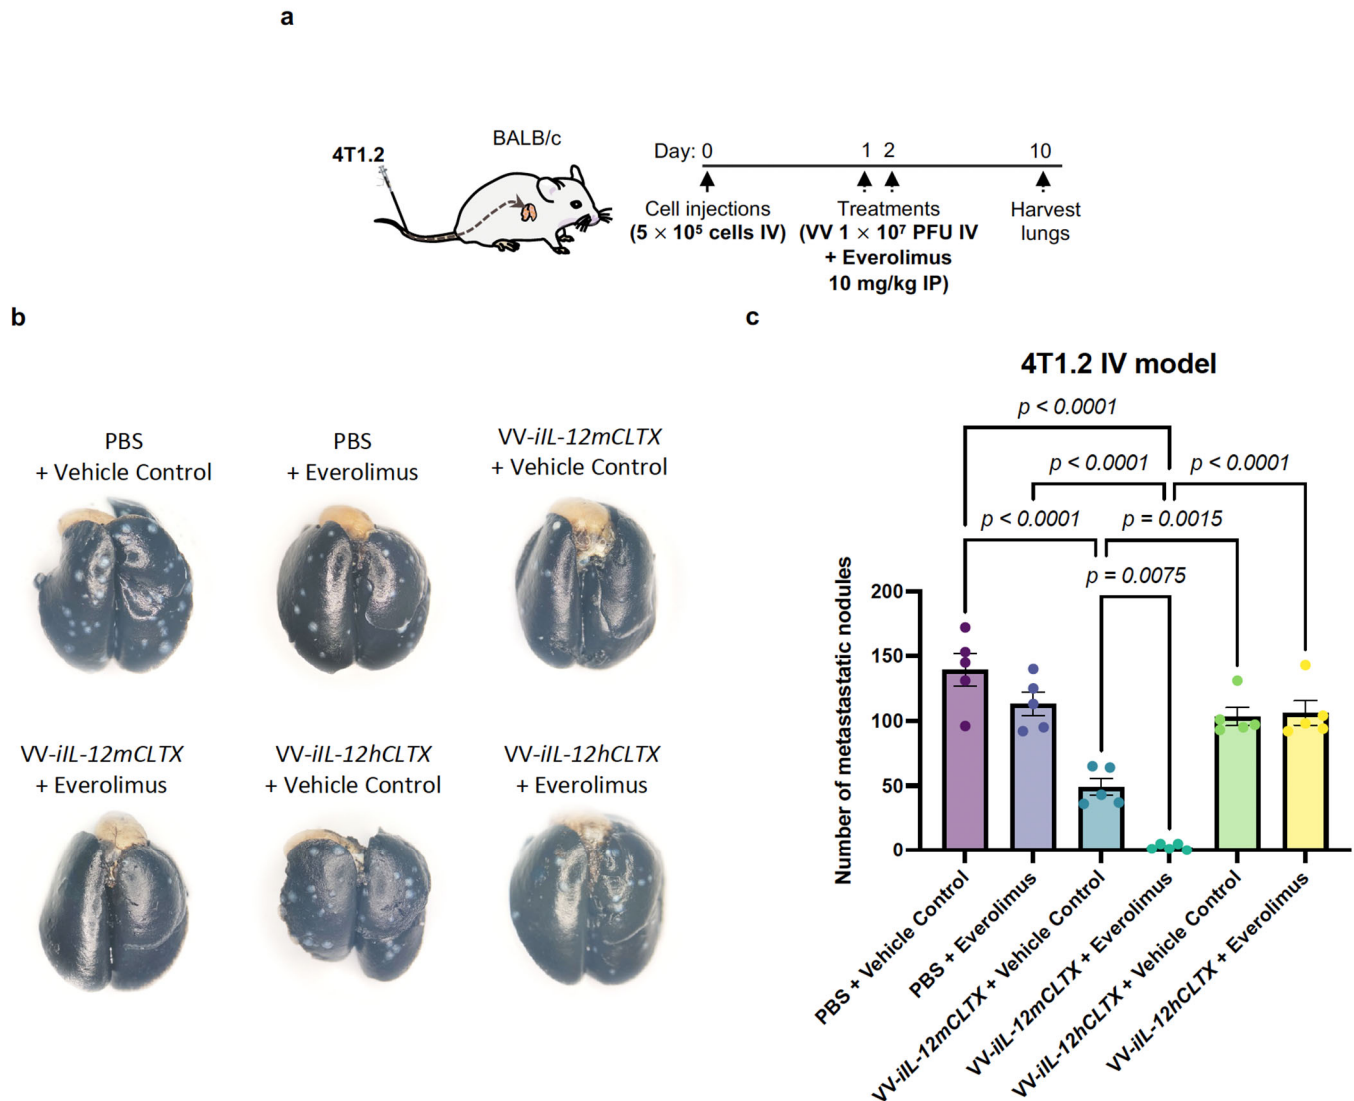 a
4T1.2
BALB/c
Day: 0 1 2 10
Cell injections
(5 × 10⁵ cells IV)
Treatments
(VV 1 × 10⁷ PFU IV
+ Everolimus
10 mg/kg IP)
Harvest
lungs
b
PBS
+ Vehicle Control
PBS
+ Everolimus
VV-iIL-12mCLTX
+ Vehicle Control
VV-iIL-12mCLTX
+ Everolimus
VV-iIL-12hCLTX
+ Vehicle Control
VV-iIL-12hCLTX
+ Everolimus
c
4T1.2 IV model
p < 0.0001
p < 0.0001
p < 0.0001
p < 0.0001
p = 0.0015
p = 0.0075
Number of metastastatic nodules
200
150
100
50
0
PBS + Vehicle Control
PBS + Everolimus
VV-iIL-12mCLTX + Vehicle Control
VV-iIL-12mCLTX + Everolimus
VV-iIL-12hCLTX + Vehicle Control
VV-iIL-12hCLTX + Everolimus